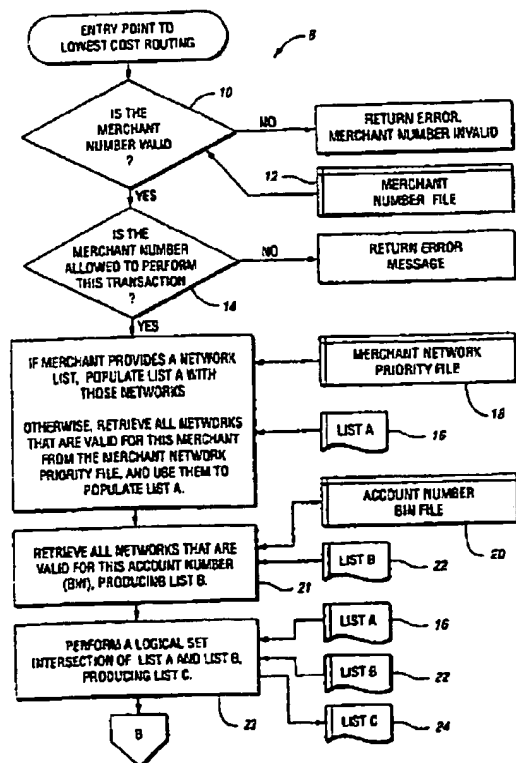 ENTRY POINT TO
LOWEST COST ROUTING
8
10
IS THE
MERCHANT
NUMBER VALID
?
NO
RETURN ERROR.
MERCHANT NUMBER INVALID
YES
12
MERCHANT
NUMBER FILE
IS THE
MERCHANT NUMBER
ALLOWED TO PERFORM
THIS TRANSACTION
?
NO
RETURN ERROR
MESSAGE
14
YES
IF MERCHANT PROVIDES A NETWORK
LIST, POPULATE LIST A WITH
THOSE NETWORKS
OTHERWISE, RETRIEVE ALL NETWORKS
THAT ARE VALID FOR THIS MERCHANT
FROM THE MERCHANT NETWORK
PRIORITY FILE, AND USE THEM TO
POPULATE LIST A.
MERCHANT NETWORK
PRIORITY FILE
18
LIST A
16
ACCOUNT NUMBER
BIN FILE
20
RETRIEVE ALL NETWORKS THAT ARE
VALID FOR THIS ACCOUNT NUMBER
(BIN), PRODUCING LIST B.
21
LIST B
22
PERFORM A LOGICAL SET
INTERSECTION OF LIST A AND LIST B,
PRODUCING LIST C.
23
LIST A
16
LIST B
22
LIST C
24
B